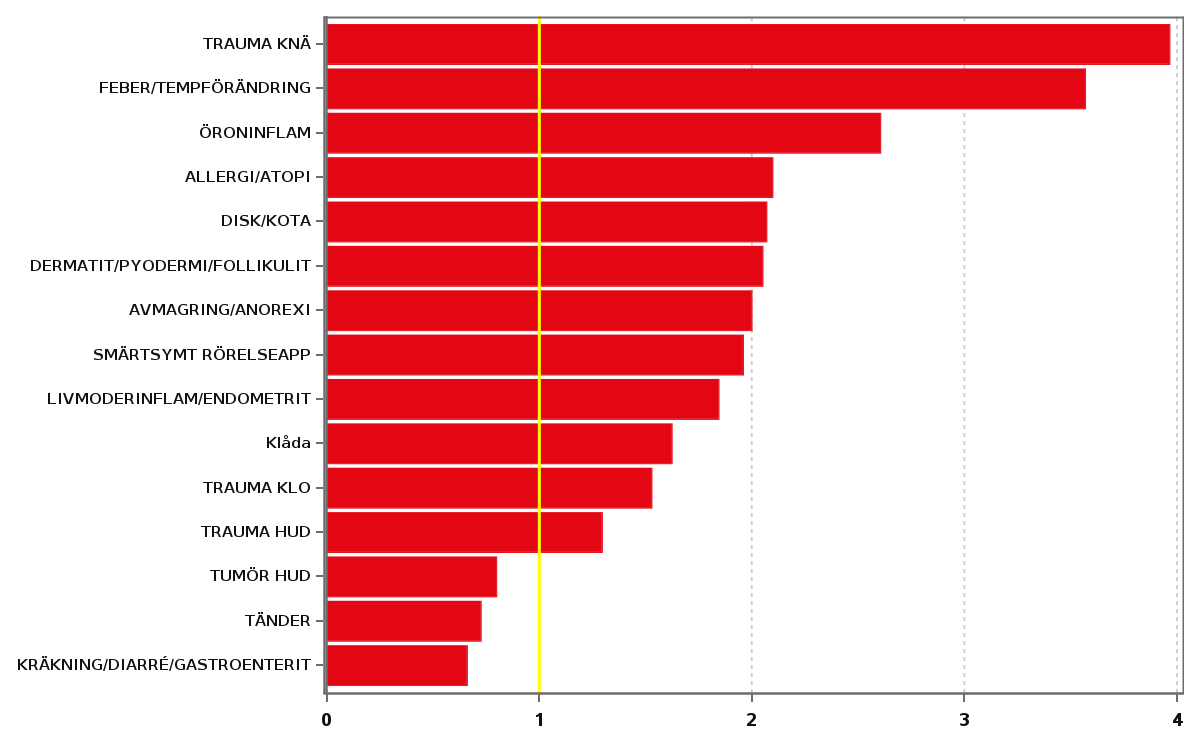 TRAUMA KNÄ
FEBER/TEMPFÖRÄNDRING
ÖRONINFLAM
ALLERGI/ATOPI
DISK/KOTA
DERMATIT/PYODERMI/FOLLIKULIT
AVMAGRING/ANOREXI
SMÄRTSYMT RÖRELSEAPP
LIVMODERINFLAM/ENDOMETRIT
Klåda
TRAUMA KLO
TRAUMA HUD
TUMÖR HUD
TÄNDER
KRÄKNING/DIARRÉ/GASTROENTERIT
0 1 2 3 4